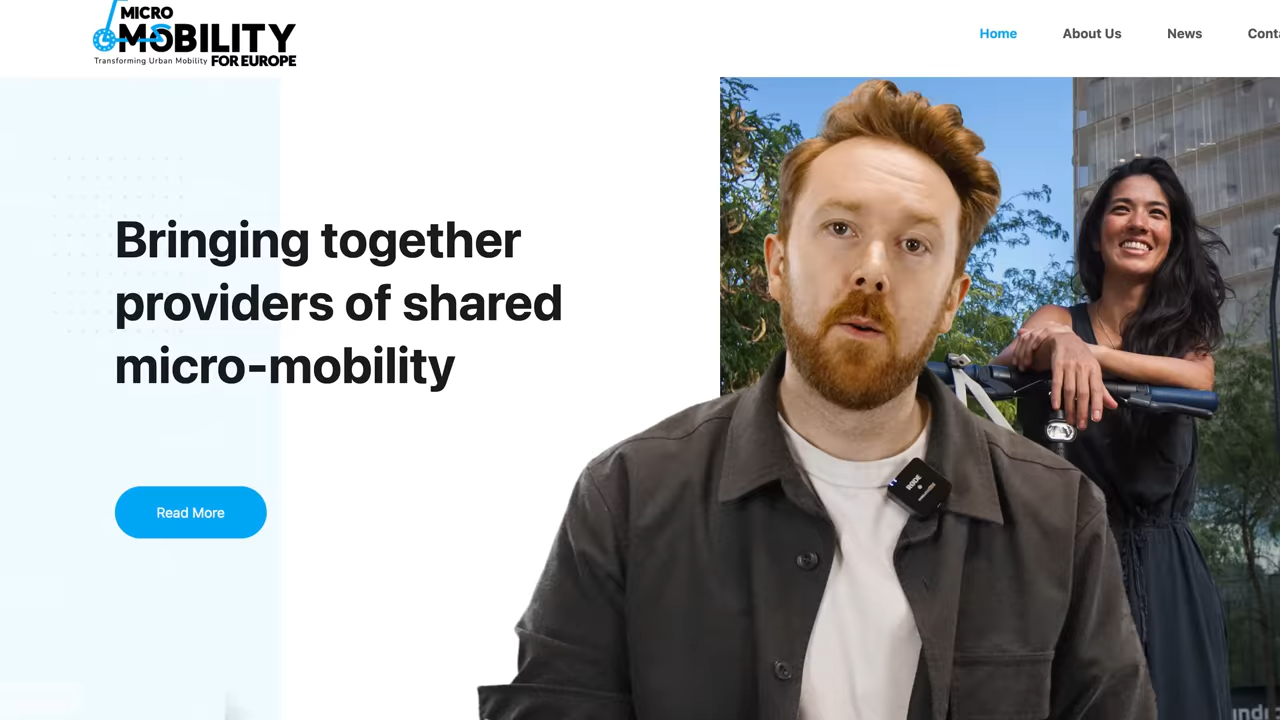 MICRO
MOBILITY
Transforming Urban Mobility FOR EUROPE
Home About Us News
Bringing together
providers of shared
micro-mobility
RØDE
Read More